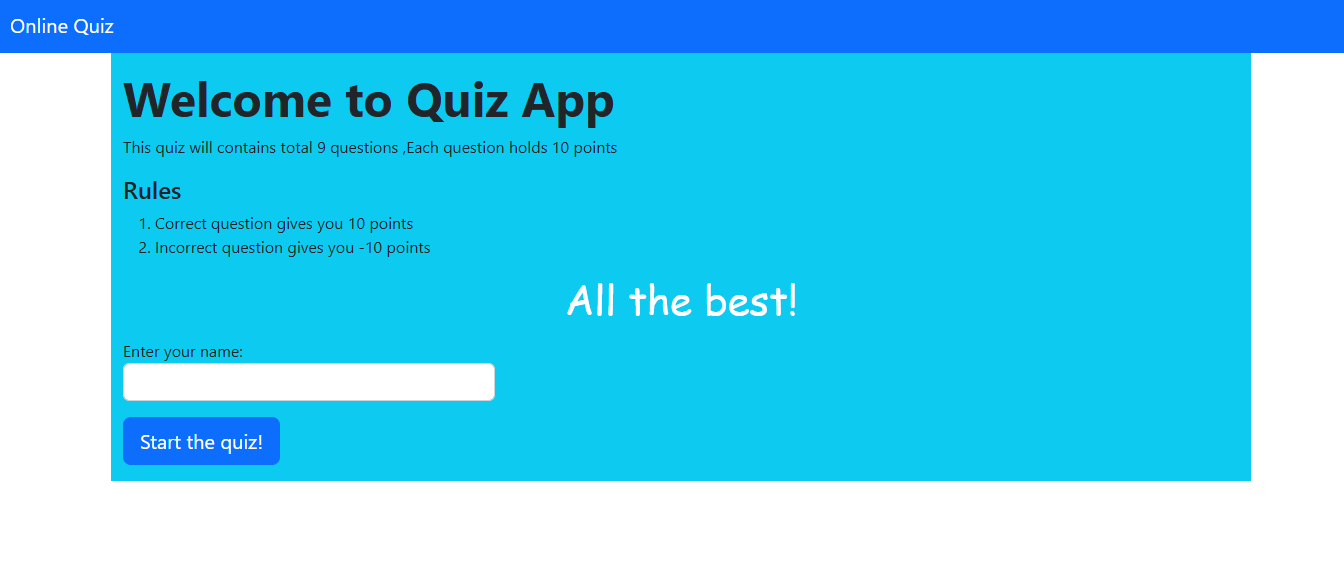 Online Quiz
Welcome to Quiz App
This quiz will contains total 9 questions ,Each question holds 10 points
Rules
1. Correct question gives you 10 points
2. Incorrect question gives you -10 points
All the best!
Enter your name:
Start the quiz!